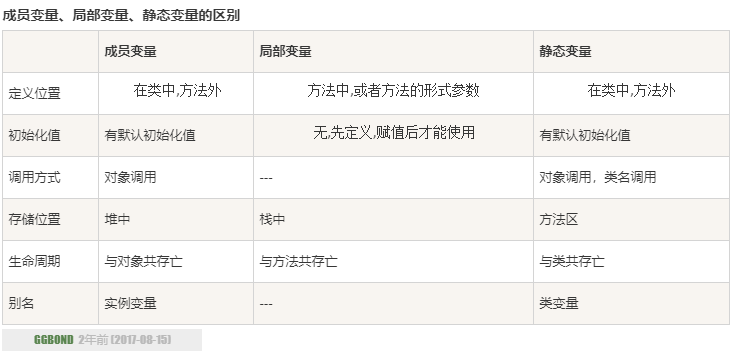 成员变量、局部变量、静态变量的区别
成员变量 局部变量 静态变量
定义位置 在类中,方法外 方法中,或者方法的形式参数 在类中,方法外
初始化值 有默认初始化值 无,先定义,赋值后才能使用 有默认初始化值
调用方式 对象调用 --- 对象调用，类名调用
存储位置 堆中 栈中 方法区
生命周期 与对象共存亡 与方法共存亡 与类共存亡
别名 实例变量 --- 类变量
GGBOND 2年前 (2017-08-15)